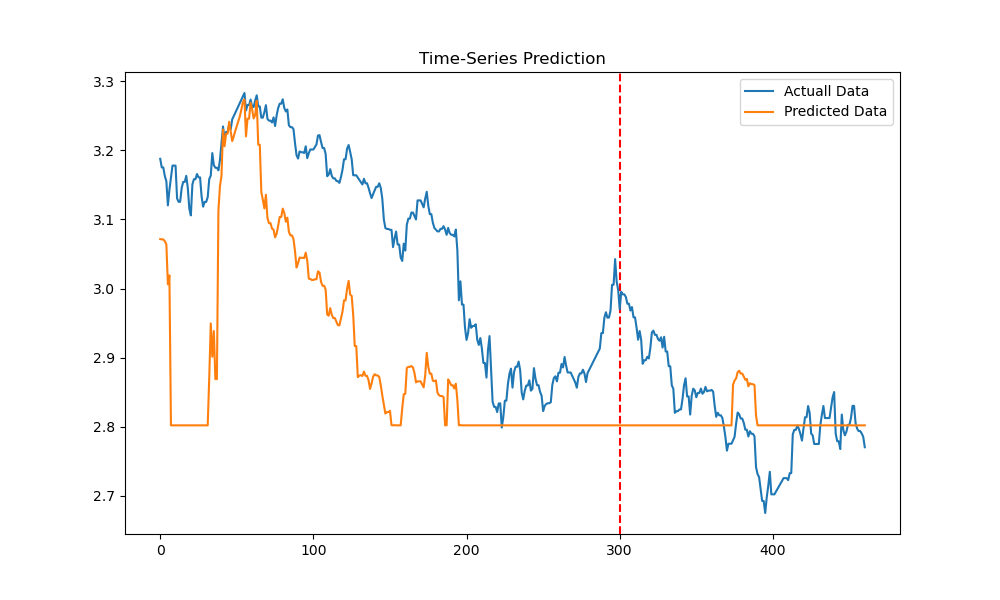 Time-Series Prediction
Actuall Data
Predicted Data
3.3
3.2
3.1
3.0
2.9
2.8
2.7
0 100 200 300 400